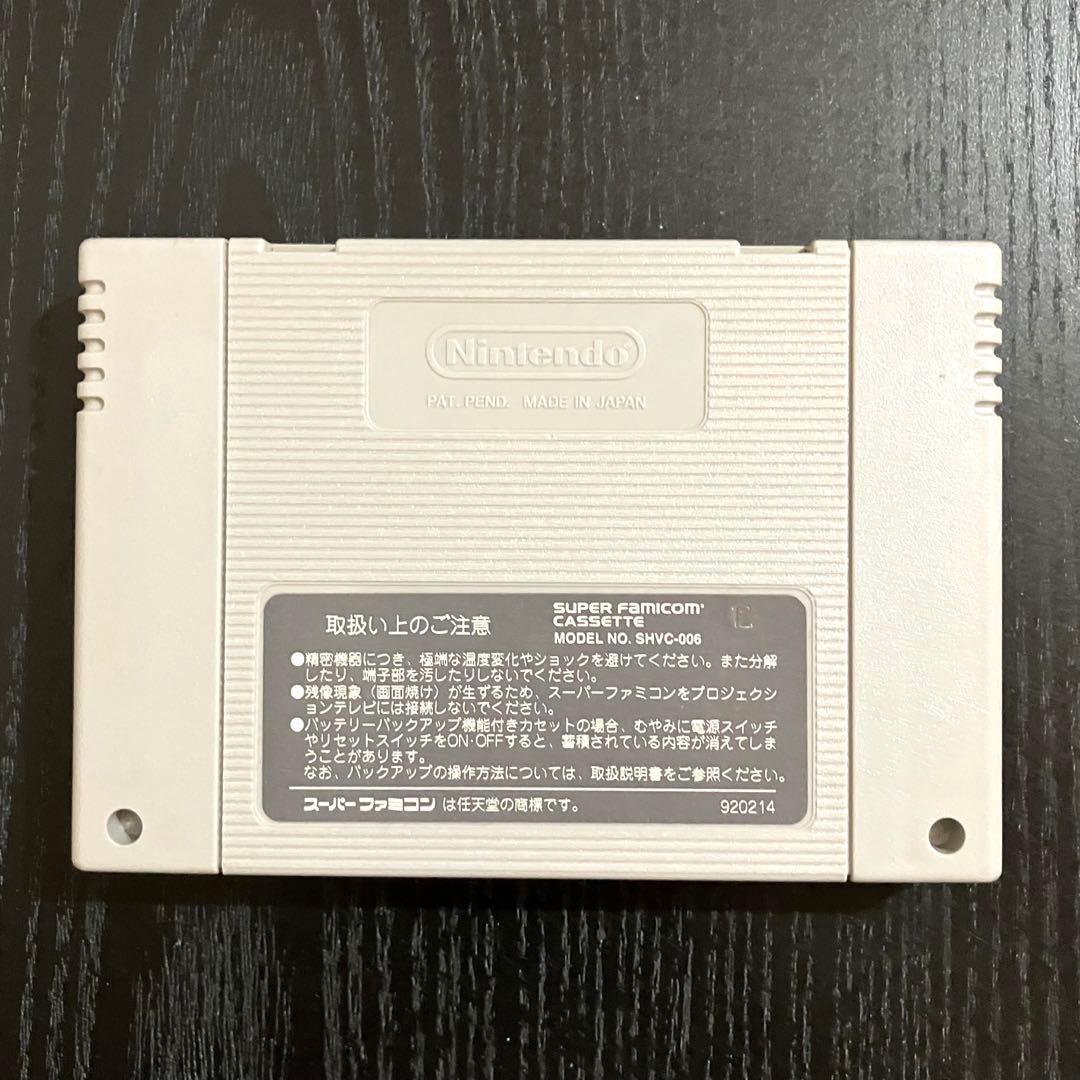 Nintendo®
PAT. PEND. MADE IN JAPAN
取扱い上のご注意
SUPER FAMICOM®
CASSETTE
MODEL NO. SHVC-006
●精密機器につき、極端な温度変化やショックを避けてください。また分解
したり、端子部を汚したりしないでください。
●残像現象（画面焼け）が生ずるため、スーパーファミコンをプロジェクシ
ョンテレビには接続しないでください。
●バッテリーバックアップ機能付きカセットの場合、むやみに電源スイッチ
やリセットスイッチをON·OFFすると、蓄積されている内容が消えてしま
うことがあります。
なお、バックアップの操作方法については、取扱説明書をご参照ください。
スーパーファミコンは任天堂の商標です。
920214